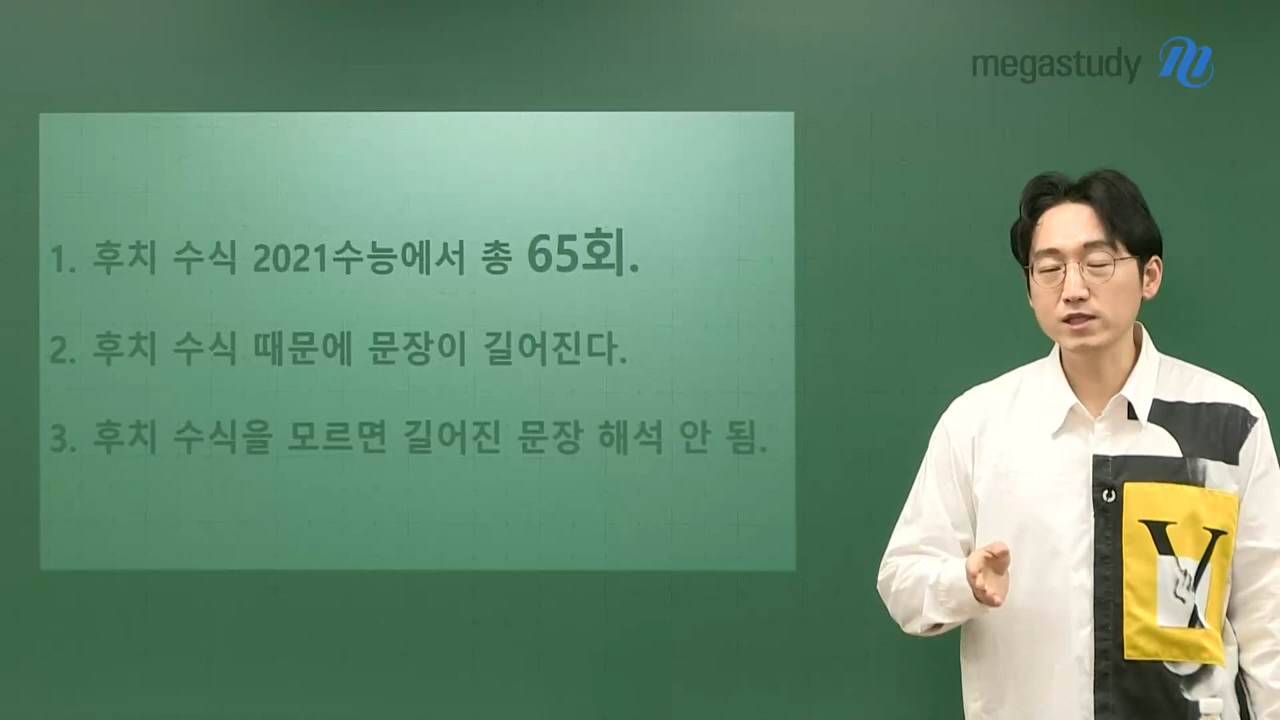 megastudy
1. 후치 수식 2021수능에서 총 65회.
2. 후치 수식 때문에 문장이 길어진다.
3. 후치 수식을 모르면 길어진 문장 해석 안 됨.
V